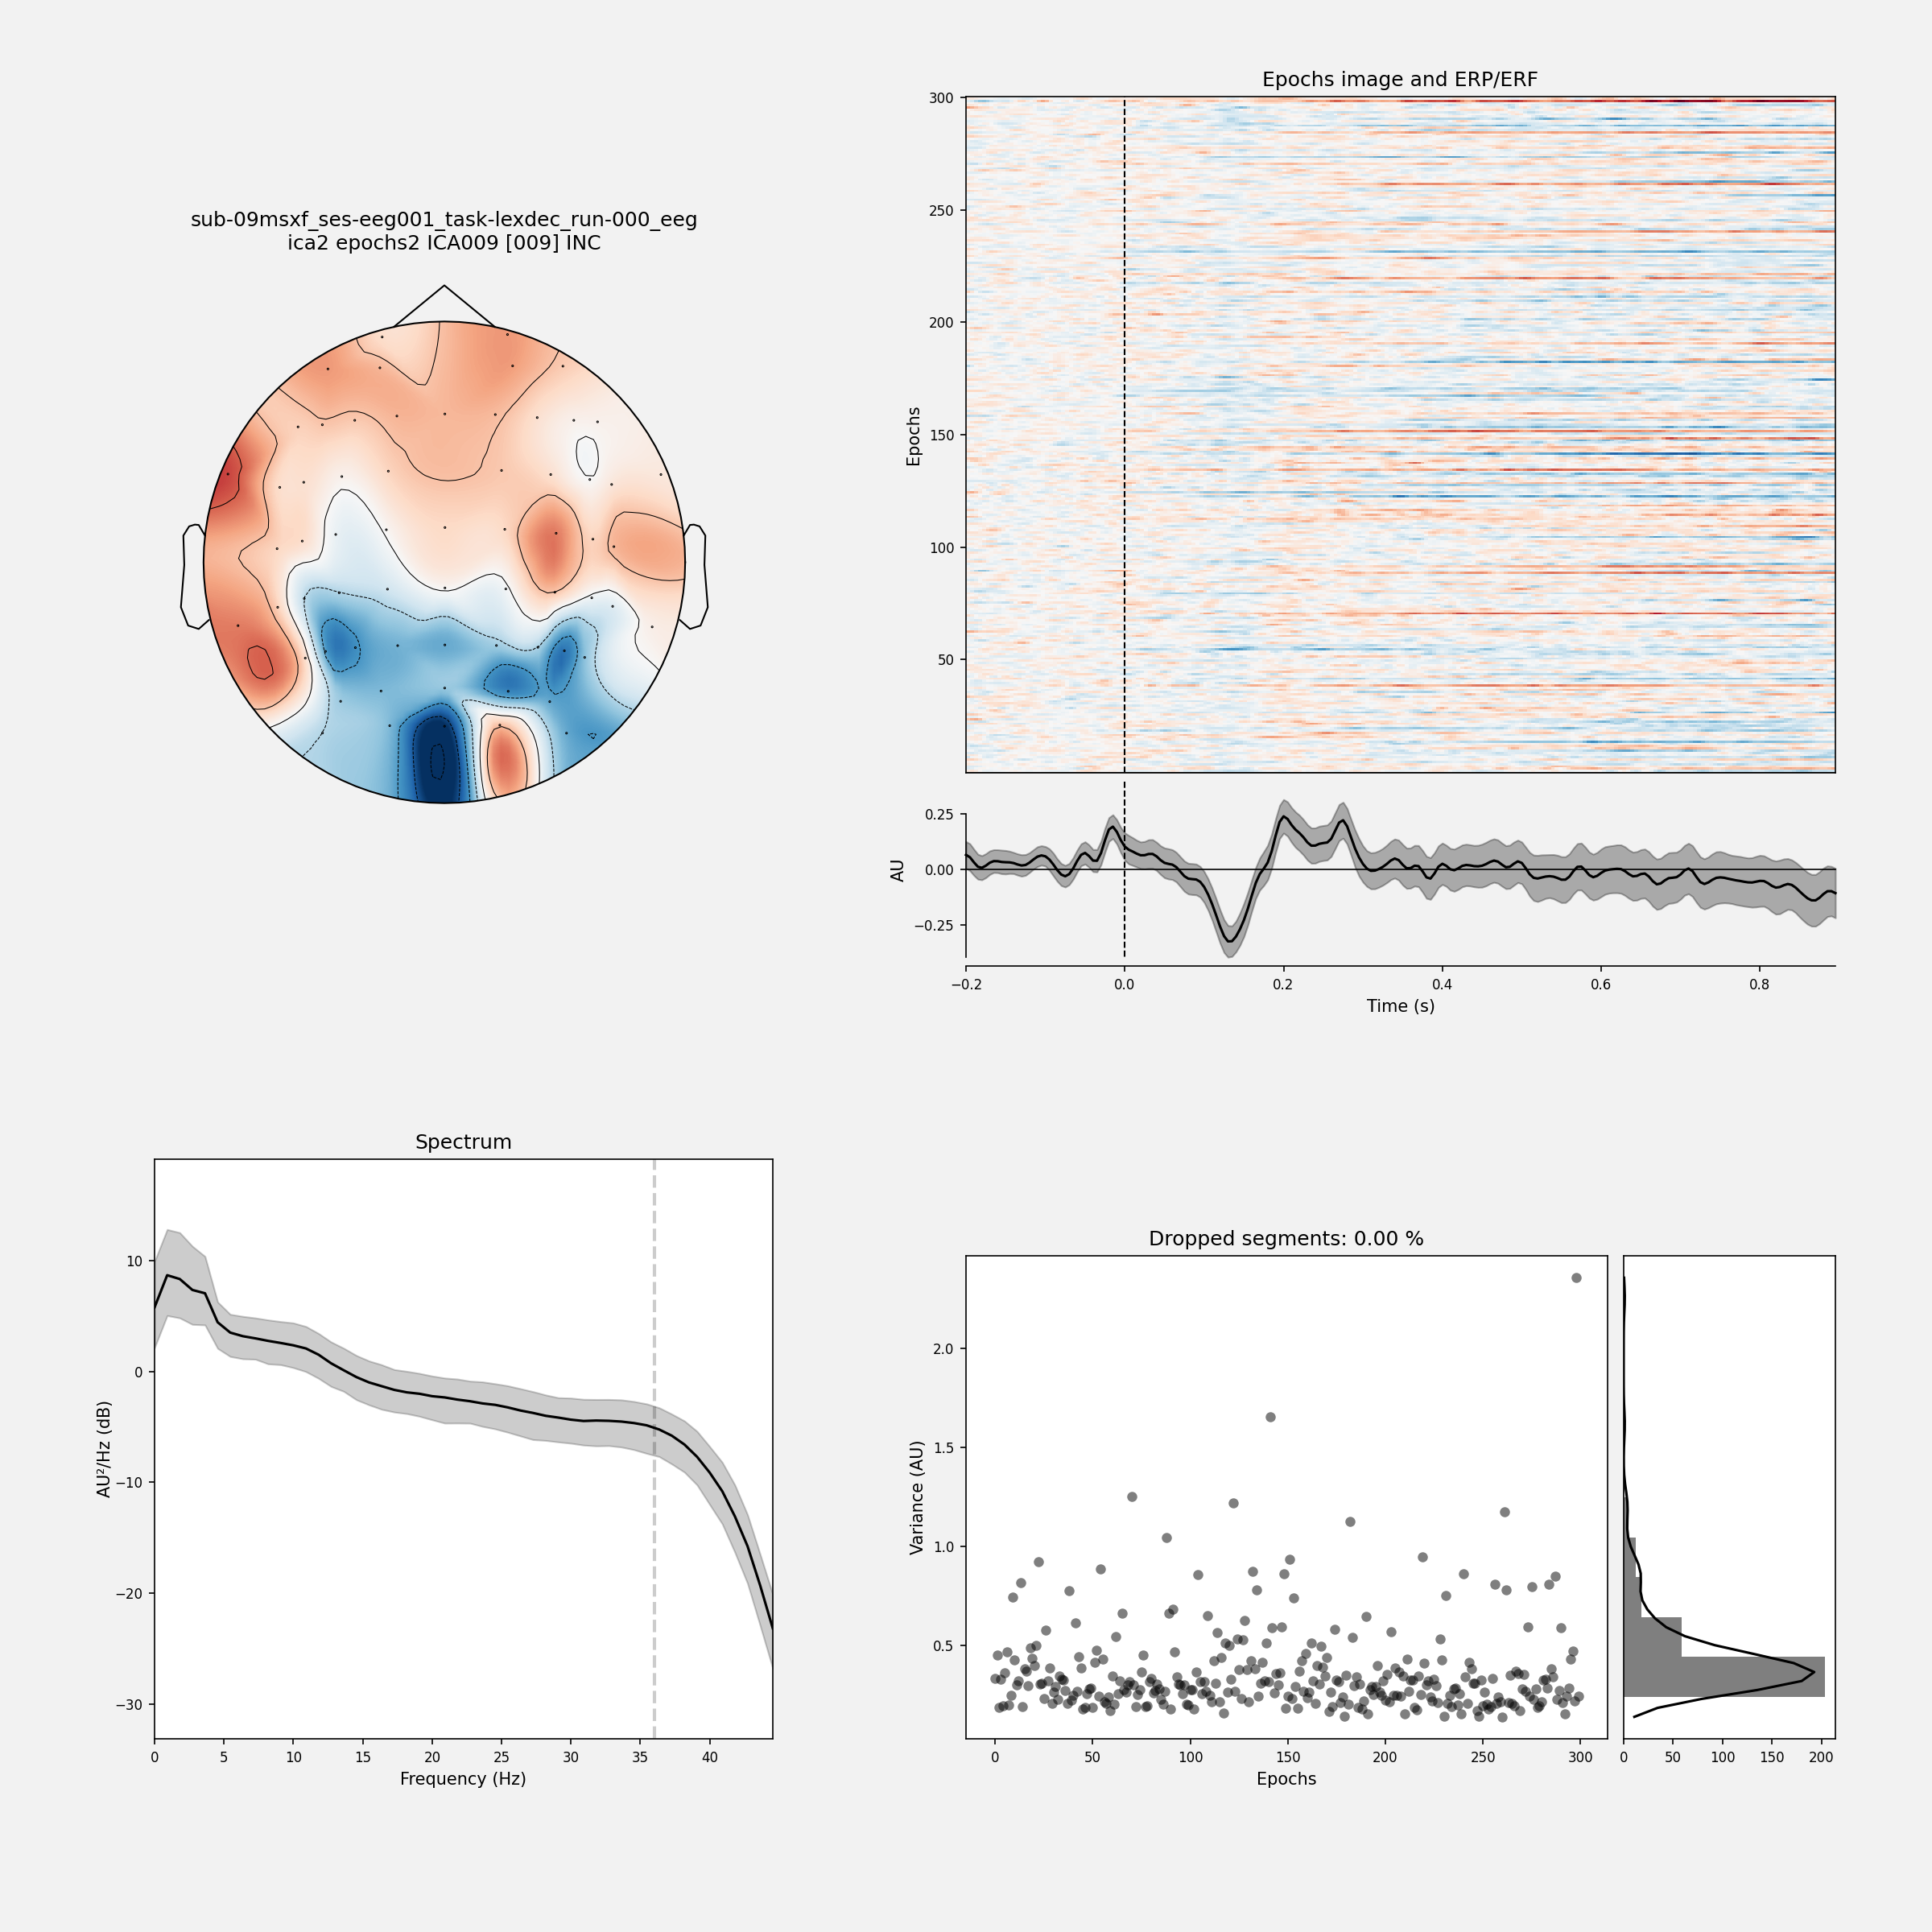 sub-09msxf_ses-eeg001_task-lexdec_run-000_eeg
ica2 epochs2 ICA009 [009] INC
Epochs image and ERP/ERF
Epochs
300
250
200
150
100
50
AU
0.25
0.00
−0.25
−0.2 0.0 0.2 0.4 0.6 0.8
Time (s)
Spectrum
AU²/Hz (dB)
10
0
−10
−20
−30
0 5 10 15 20 25 30 35 40
Frequency (Hz)
Dropped segments: 0.00 %
Variance (AU)
2.0
1.5
1.0
0.5
0 50 100 150 200 250 300
Epochs
0 50 100 150 200